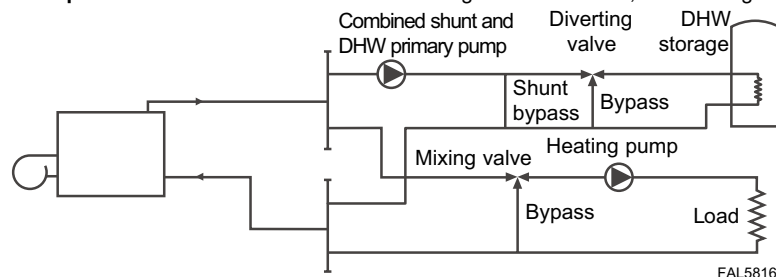 Combined shunt and
DHW primary pump
Diverting
valve
DHW
storage
Shunt
bypass
Bypass
Mixing valve
Heating pump
Bypass
Load
FAL5816